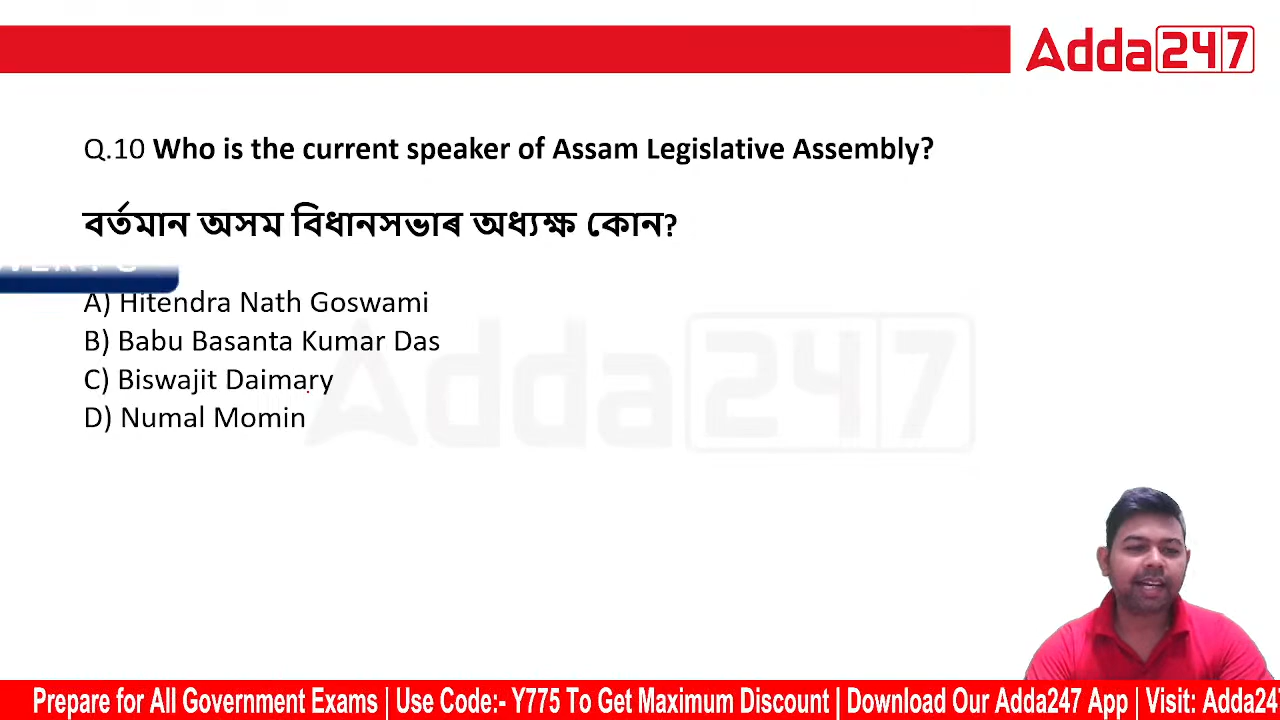 Adda247
Q.10 Who is the current speaker of Assam Legislative Assembly?
বৰ্তমান অসম বিধানসভাৰ অধ্যক্ষ কোন?
A) Hitendra Nath Goswami
B) Babu Basanta Kumar Das
C) Biswajit Daimary
D) Numal Momin
Adda247
Prepare for All Government Exams | Use Code:- Y775 To Get Maximum Discount | Download Our Adda247 App | Visit: Adda24